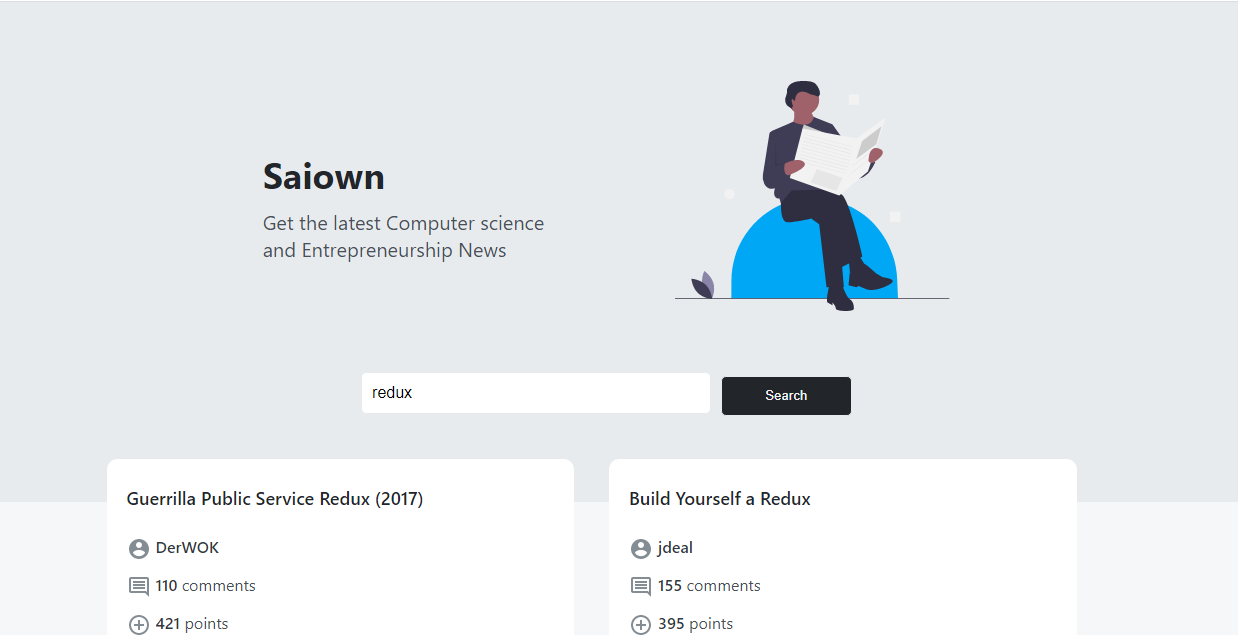 Saiown
Get the latest Computer science
and Entrepreneurship News
redux
Search
Guerrilla Public Service Redux (2017)
DerWOK
110 comments
421 points
Build Yourself a Redux
jdeal
155 comments
395 points